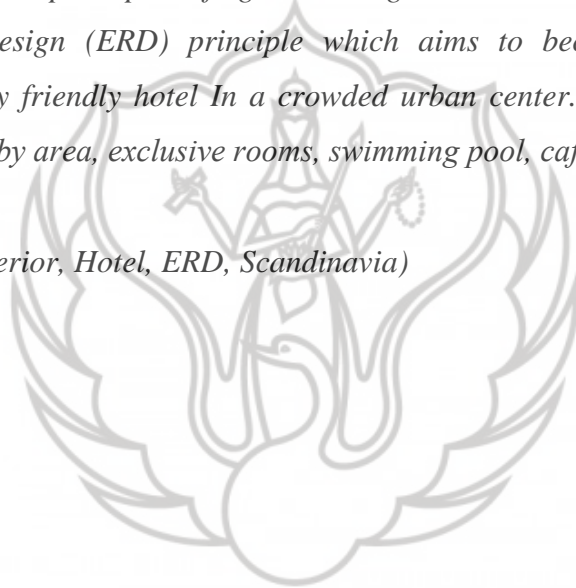 esign (ERD) principle which aims to bec
y friendly hotel In a crowded urban center.
by area, exclusive rooms, swimming pool, caf
erior, Hotel, ERD, Scandinavia)